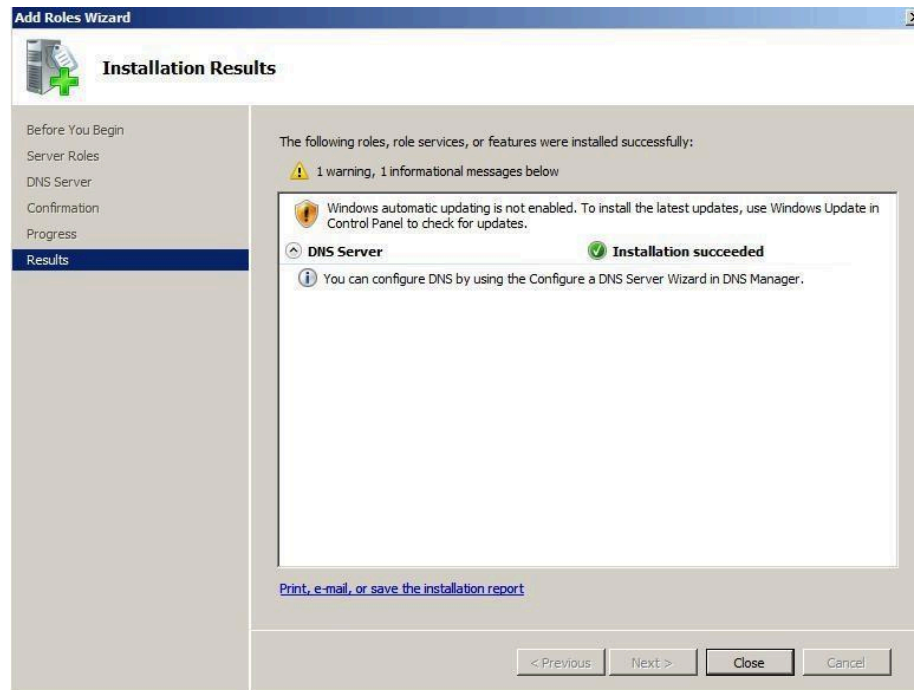 Add Roles Wizard
Installation Results
Before You Begin
Server Roles
DNS Server
Confirmation
Progress
Results
The following roles, role services, or features were installed successfully:
1 warning, 1 informational messages below
Windows automatic updating is not enabled. To install the latest updates, use Windows Update in
Control Panel to check for updates.
DNS Server Installation succeeded
You can configure DNS by using the Configure a DNS Server Wizard in DNS Manager.
Print, e-mail, or save the installation report
< Previous Next > Close Cancel